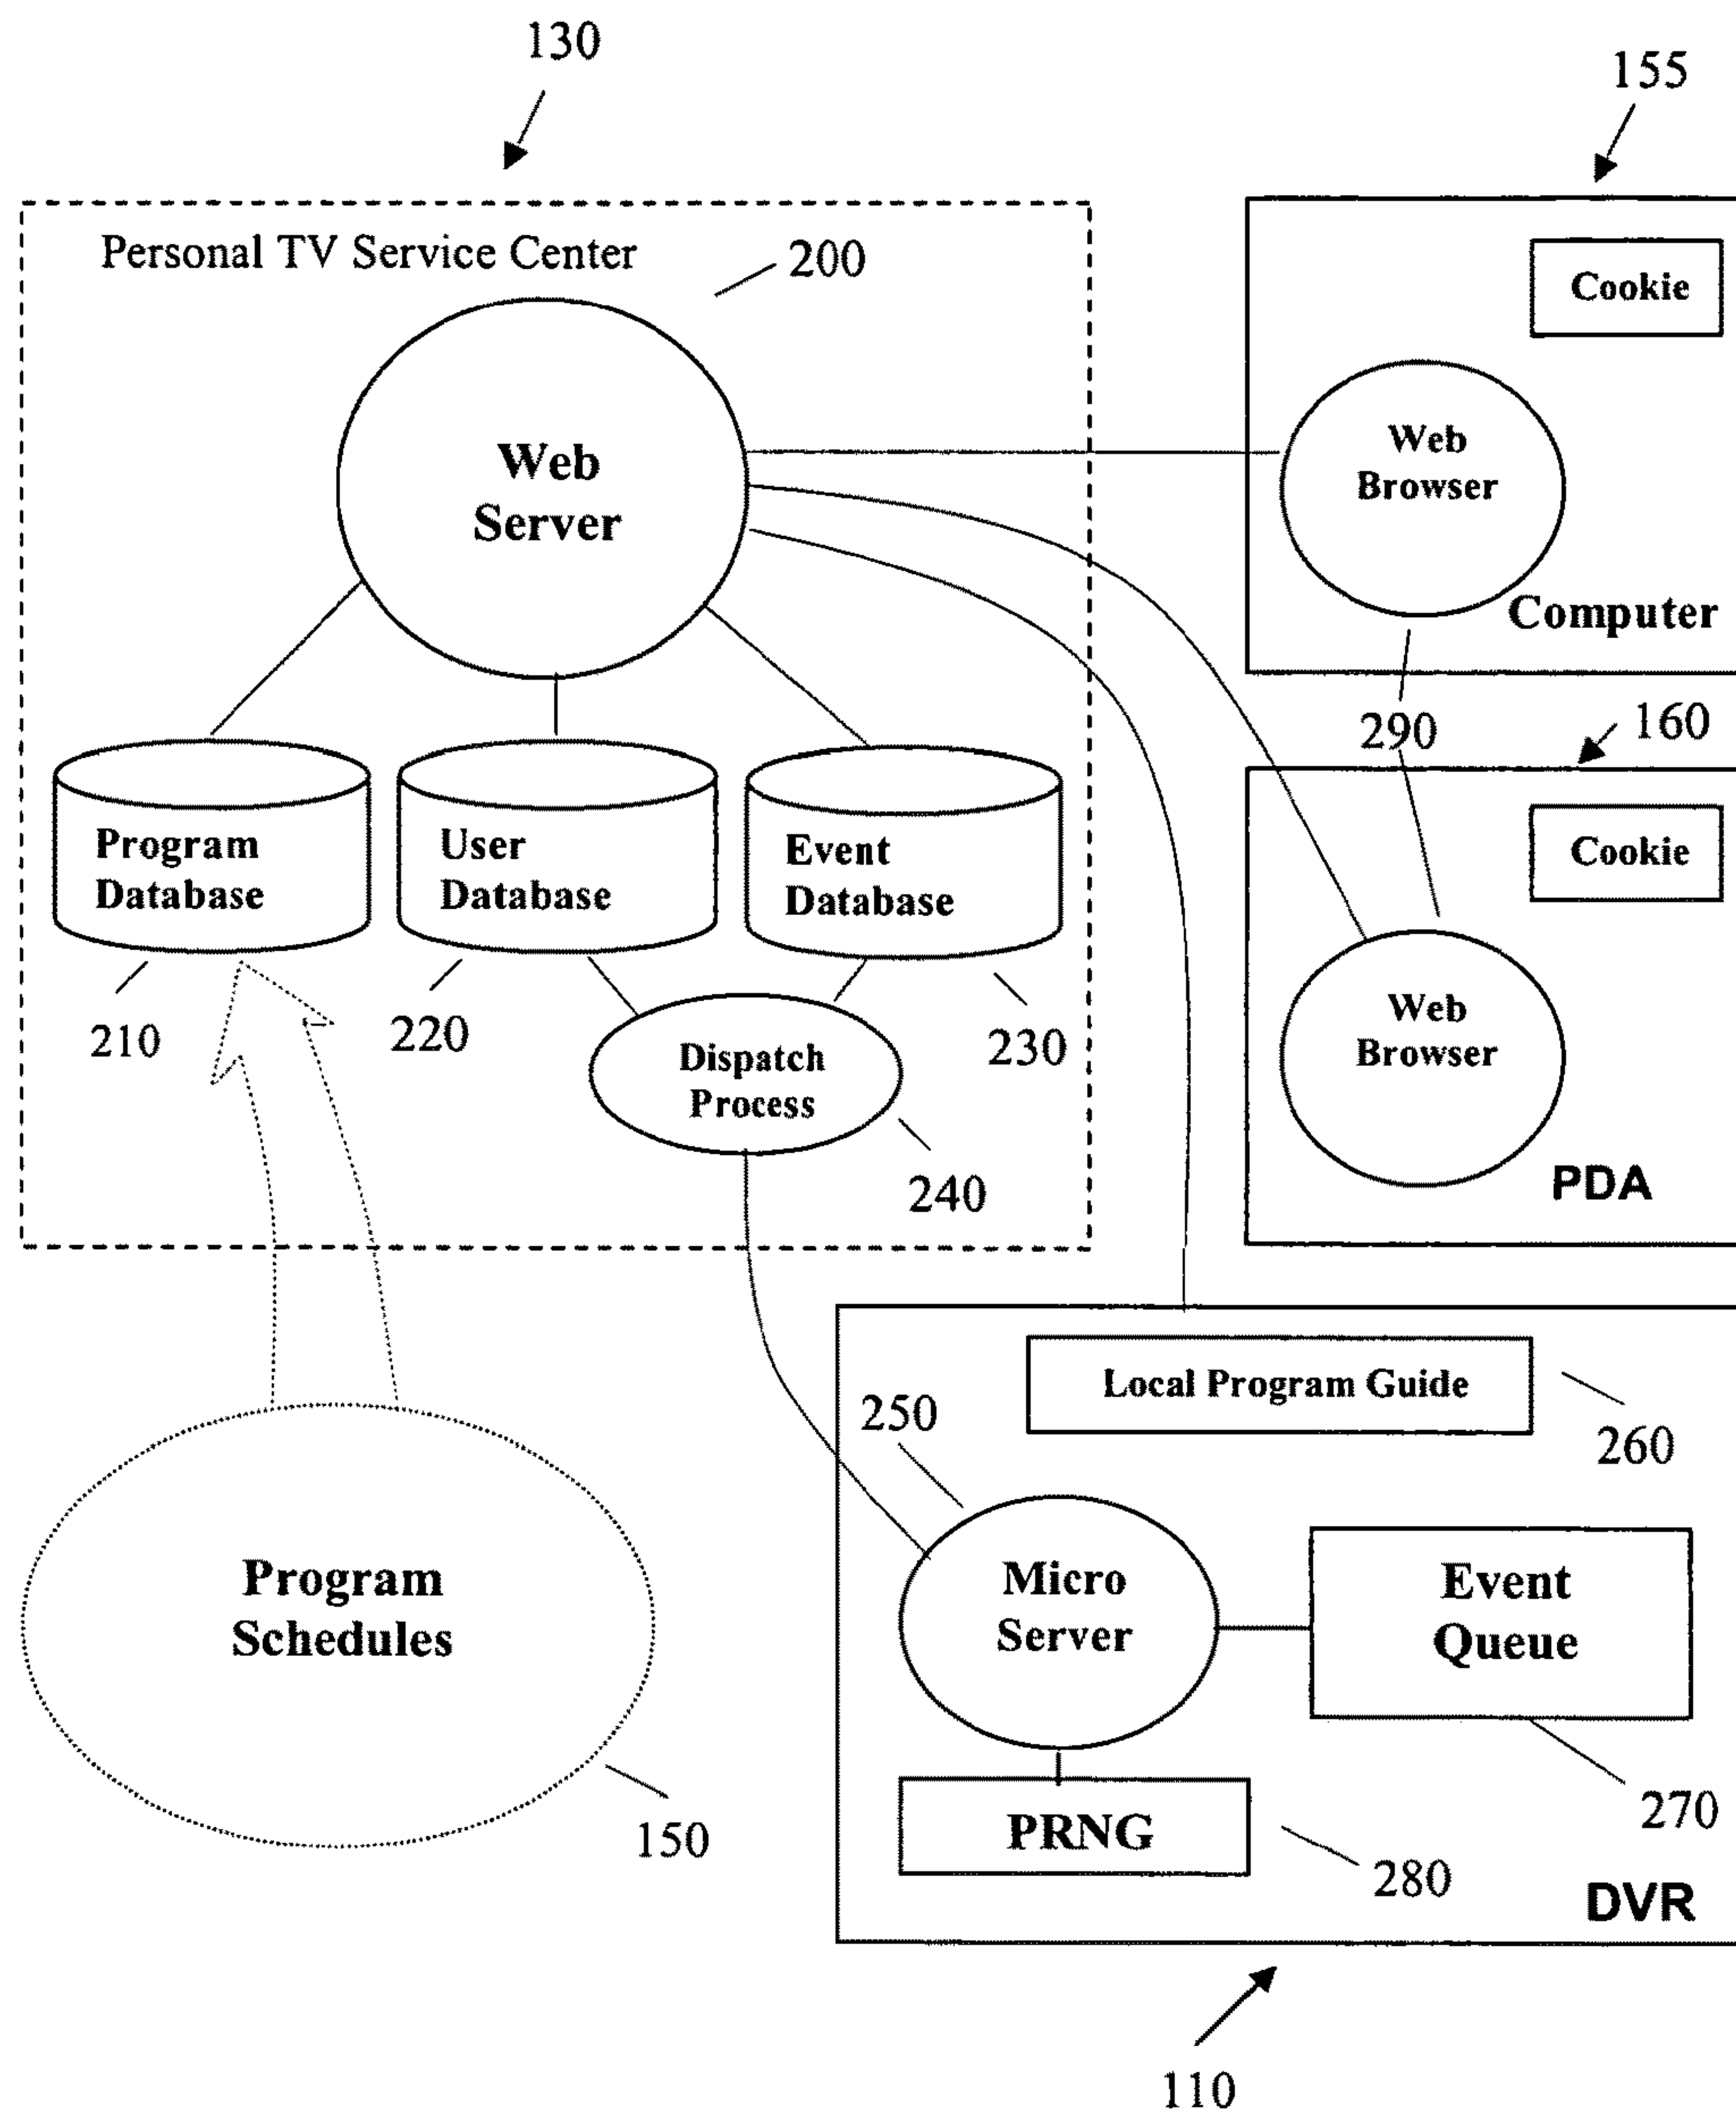 130
155
Personal TV Service Center
200
Cookie
Web
Server
Web
Browser
Computer
290
160
Program
Database
User
Database
Event
Database
Cookie
210
220
230
Dispatch
Process
240
Web
Browser
PDA
Local Program Guide
250
260
Program
Schedules
Micro
Server
Event
Queue
150
PRNG
270
280
DVR
110